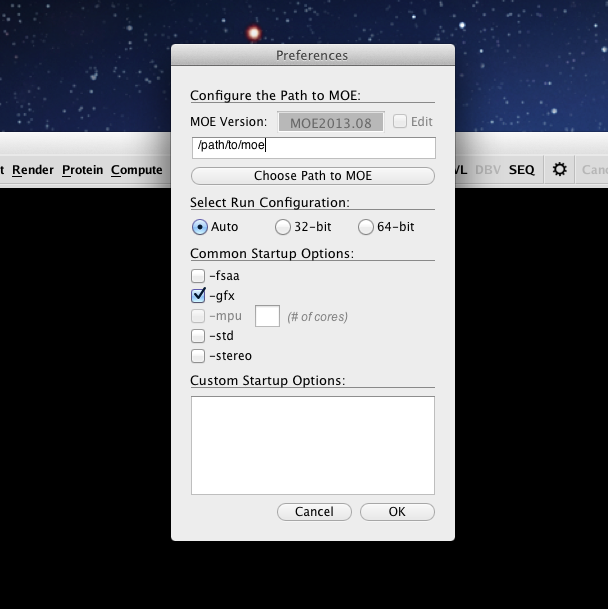 Preferences
Configure the Path to MOE:
MOE Version: MOE2013.08 Edit
/path/to/moe
Choose Path to MOE
t Render Protein Compute VL DBV SEQ Canc
Select Run Configuration:
Auto 32-bit 64-bit
Common Startup Options:
-fsaa
-gfx
-mpu (# of cores)
-std
-stereo
Custom Startup Options:
Cancel OK